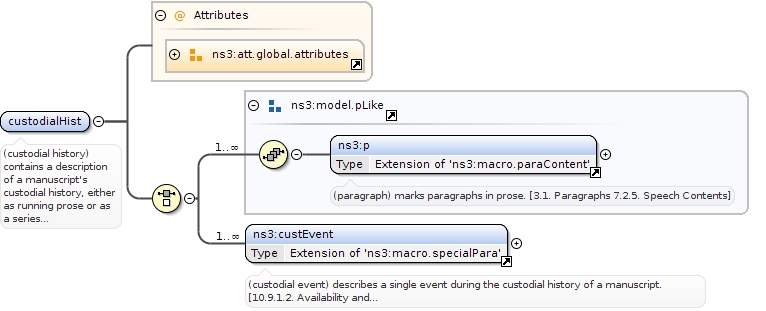 @ Attributes
ns3:att.global.attributes
ns3:model.pLike
custodialHist
(custodial history)
contains a description
of a manuscript's
custodial history, either
as running prose or as
a series...
1..∞
ns3:p
Type Extension of 'ns3:macro.paraContent'
(paragraph) marks paragraphs in prose. [3.1. Paragraphs 7.2.5. Speech Contents]
1..∞
ns3:custEvent
Type Extension of 'ns3:macro.specialPara'
(custodial event) describes a single event during the custodial history of a manuscript.
[10.9.1.2. Availability and...